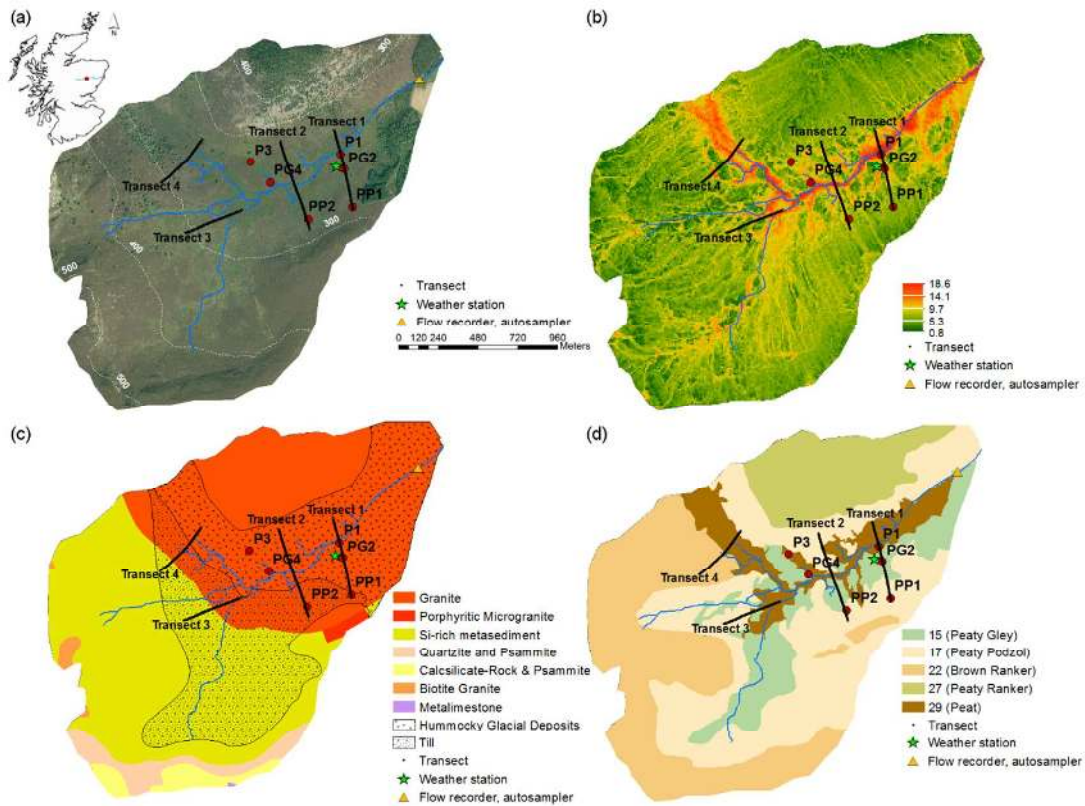 (a)
N
400
300
Transect 1
Transect 2
P1
P3
PG2
PG4
Transect 4
PP1
PP2
Transect 3
300
400
500
500
Transect
Weather station
Flow recorder, autosampler
0 120 240 480 720 960
Meters
(b)
Transect 1
Transect 2
P1
P3
PG2
PG4
Transect 4
PP1
PP2
Transect 3
18.6
14.1
9.7
5.3
0.8
Transect
Weather station
Flow recorder, autosampler
(c)
Transect 1
Transect 2
P1
P3
PG2
PG4
Transect 4
PP1
PP2
Transect 3
Granite
Porphyritic Microgranite
Si-rich metasediment
Quartzite and Psammite
Calcsilicate-Rock & Psammite
Biotite Granite
Metalimestone
Hummocky Glacial Deposits
Till
Transect
Weather station
Flow recorder, autosampler
(d)
Transect 1
Transect 2
P1
P3
PG2
PG4
Transect 4
PP1
PP2
Transect 3
15 (Peaty Gley)
17 (Peaty Podzol)
22 (Brown Ranker)
27 (Peaty Ranker)
29 (Peat)
Transect
Weather station
Flow recorder, autosampler